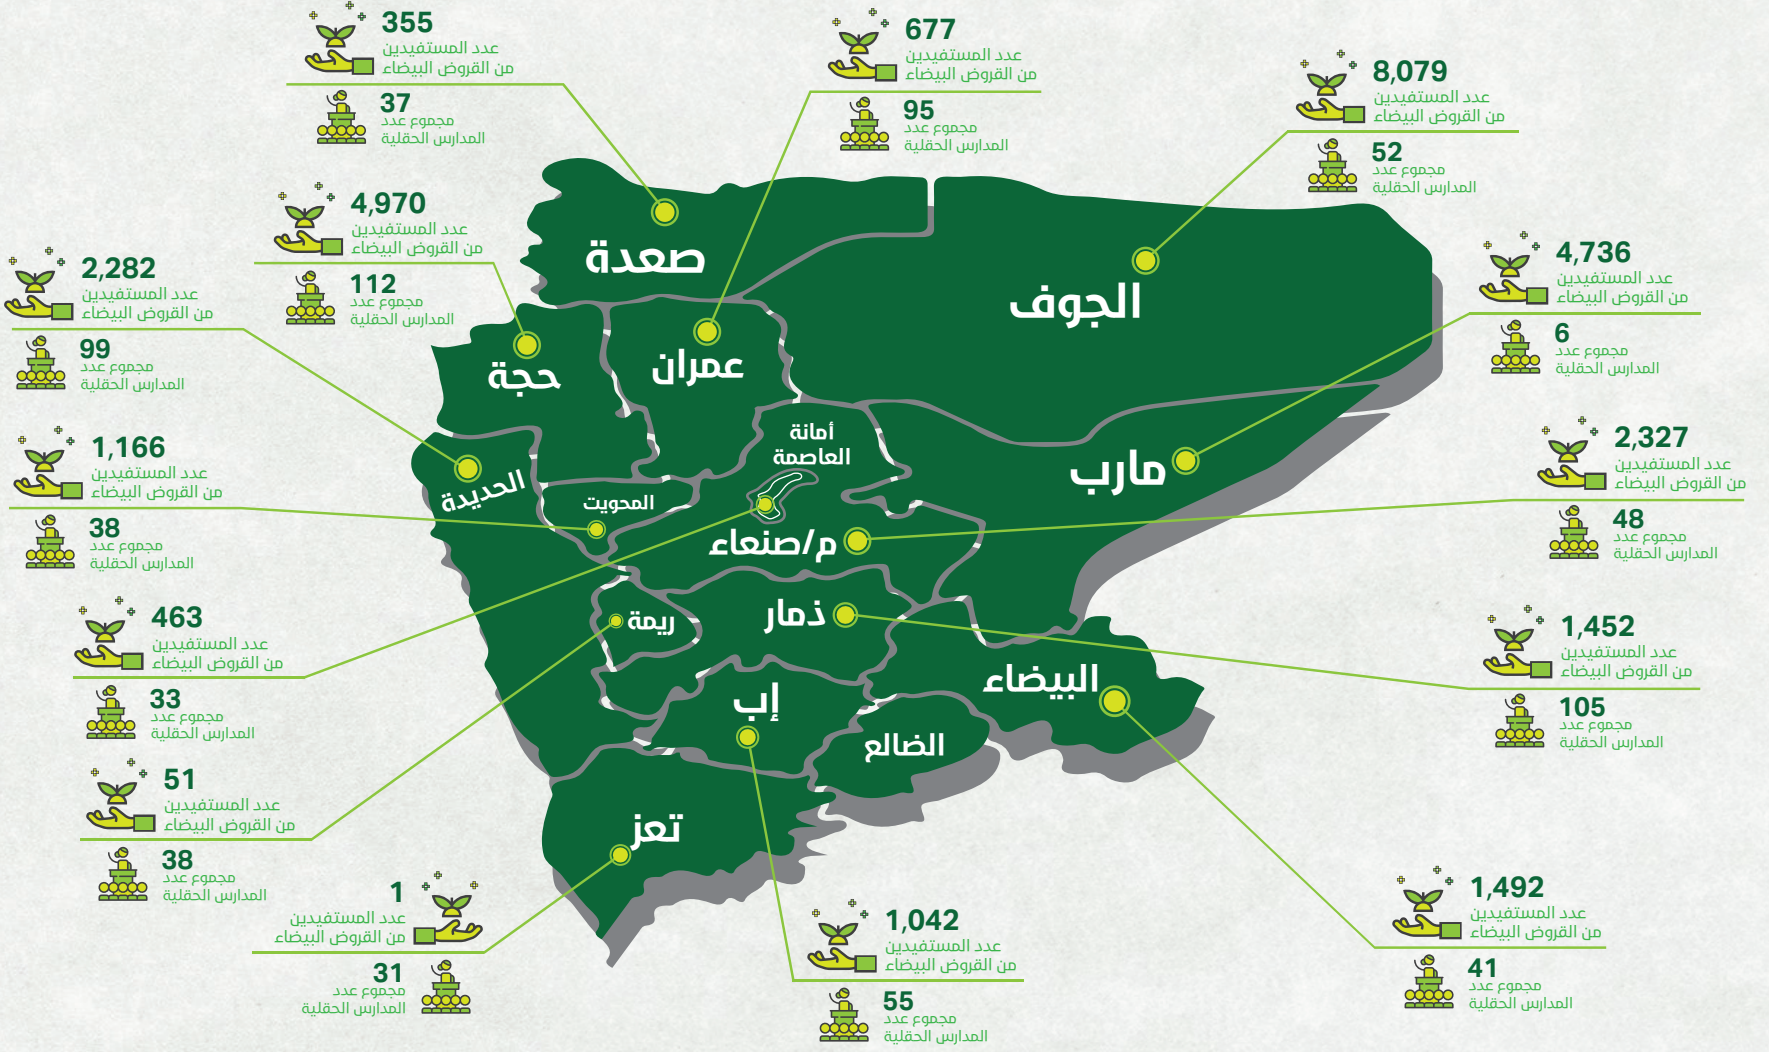 355
عدد المستفيدين
من القروض البيضاء
37
مجموع عدد
المدارس الحقلية
677
عدد المستفيدين
من القروض البيضاء
95
مجموع عدد
المدارس الحقلية
8,079
عدد المستفيدين
من القروض البيضاء
52
مجموع عدد
المدارس الحقلية
4,970
عدد المستفيدين
من القروض البيضاء
112
مجموع عدد
المدارس الحقلية
2,282
عدد المستفيدين
من القروض البيضاء
99
مجموع عدد
المدارس الحقلية
4,736
عدد المستفيدين
من القروض البيضاء
6
مجموع عدد
المدارس الحقلية
1,166
عدد المستفيدين
من القروض البيضاء
38
مجموع عدد
المدارس الحقلية
2,327
عدد المستفيدين
من القروض البيضاء
48
مجموع عدد
المدارس الحقلية
463
عدد المستفيدين
من القروض البيضاء
33
مجموع عدد
المدارس الحقلية
1,452
عدد المستفيدين
من القروض البيضاء
105
مجموع عدد
المدارس الحقلية
51
عدد المستفيدين
من القروض البيضاء
38
مجموع عدد
المدارس الحقلية
1
عدد المستفيدين
من القروض البيضاء
31
مجموع عدد
المدارس الحقلية
1,042
عدد المستفيدين
من القروض البيضاء
55
مجموع عدد
المدارس الحقلية
1,492
عدد المستفيدين
من القروض البيضاء
41
مجموع عدد
المدارس الحقلية
صعدة
الجوف
عمران
حجة
أمانة
العاصمة
مارب
الحديدة
المحويت
م/صنعاء
ذمار
ريمة
البيضاء
إب
الضالع
تعز